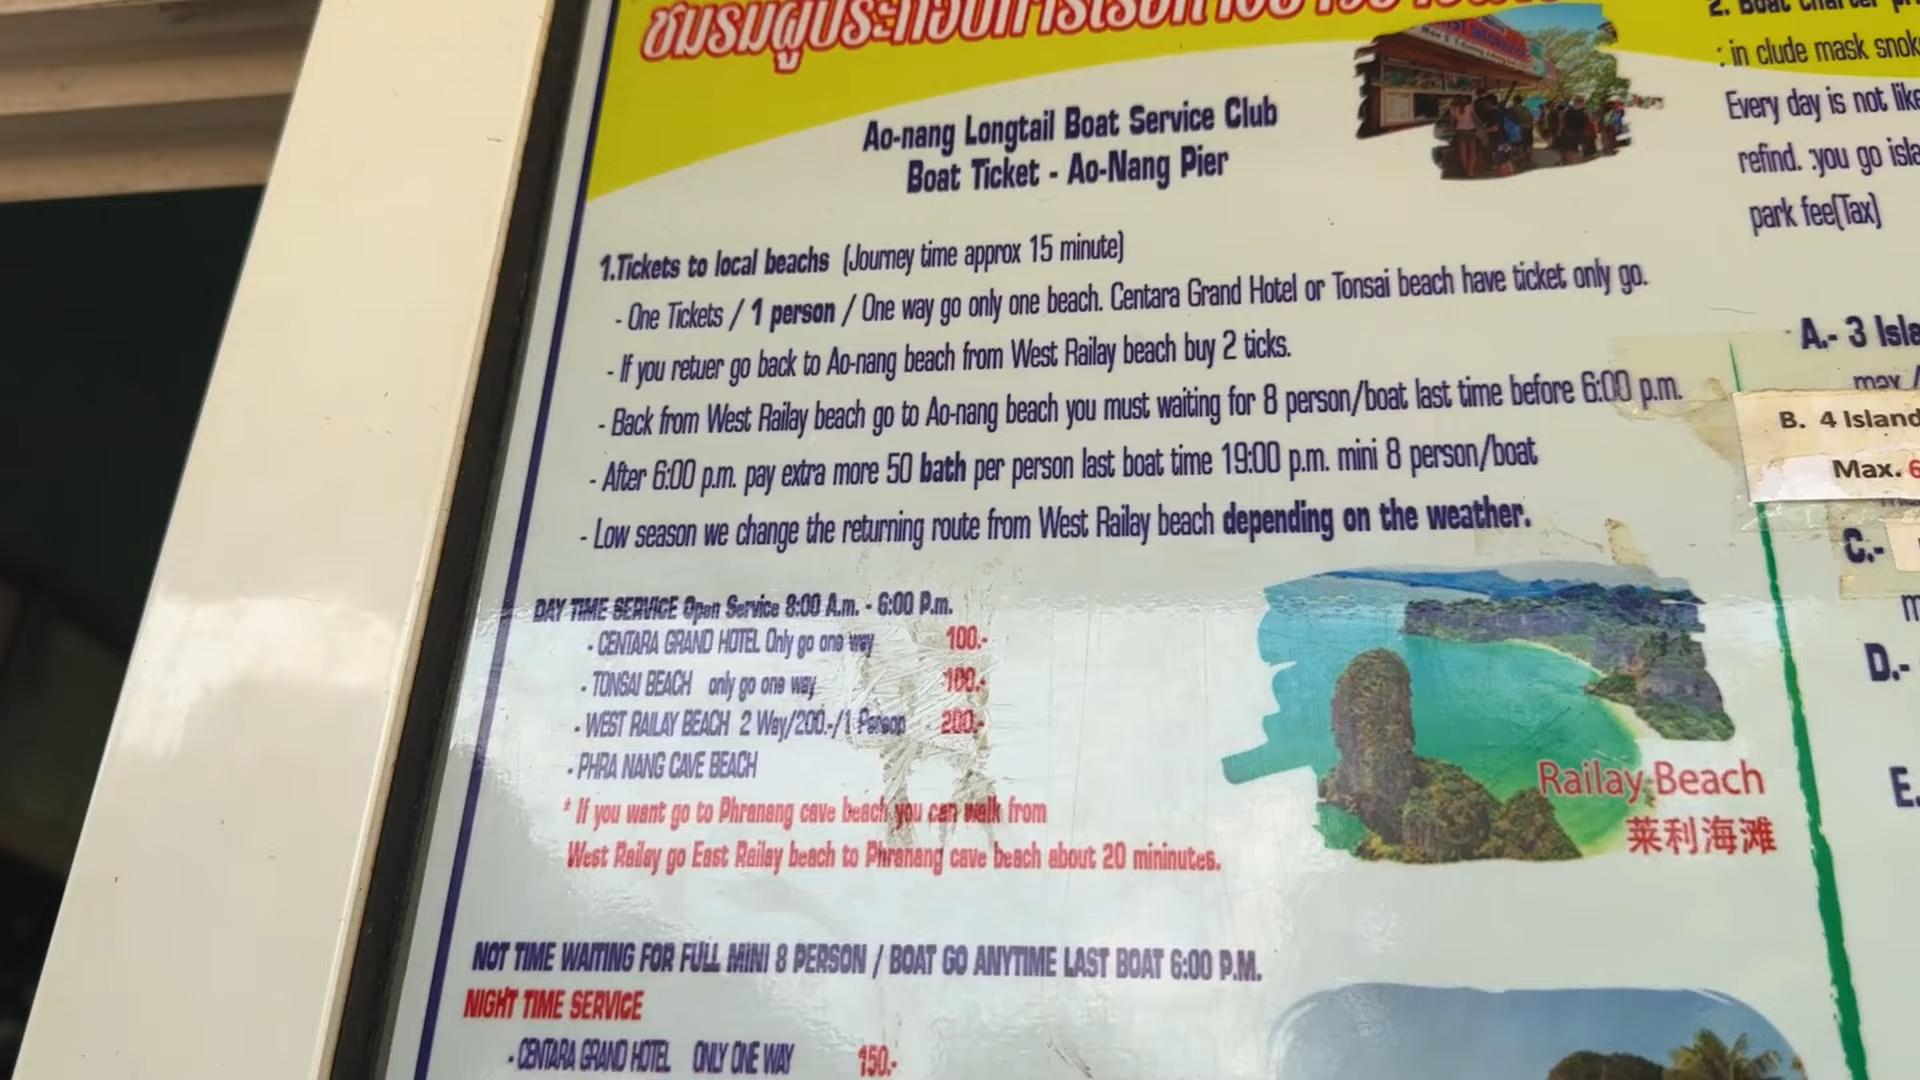 Ao-nang Longtail Boat Service Club
Boat Ticket - Ao-Nang Pier
1.Tickets to local beachs (Journey time approx 15 minute)
- One Tickets / 1 person / One way go only one beach. Centara Grand Hotel or Tonsai beach have ticket only go.
- If you retuer go back to Ao-nang beach from West Railay beach buy 2 ticks.
- Back from West Railay beach go to Ao-nang beach you must waiting for 8 person/boat last time before 6:00 p.m.
- After 6:00 p.m. pay extra more 50 bath per person last boat time 19:00 p.m. mini 8 person/boat
- Low season we change the returning route from West Railay beach depending on the weather.
DAY TIME SERVICE Open Service 8:00 A.m. - 6:00 P.m.
- CENTARA GRAND HOTEL Only go one way 100.-
- TONSAI BEACH only go one way 100.-
- WEST RAILAY BEACH 2 Way/200.-/1 Person 200.-
- PHRA NANG CAVE BEACH
* If you want go to Phranang cave beach you can walk from
West Railay go East Railay beach to Phranang cave beach about 20 mininutes.
Railay Beach
莱利海滩
NOT TIME WAITING FOR FULL MINI 8 PERSON / BOAT GO ANYTIME LAST BOAT 6:00 P.M.
NIGHT TIME SERVICE
- CENTARA GRAND HOTEL ONLY ONE WAY 150.-
2. Boat charter
: in clude mask
Every day is not
refind. :you go
park fee(Tax)
A.- 3
B. 4 Island
Max. 6
C.-
D.-
E.